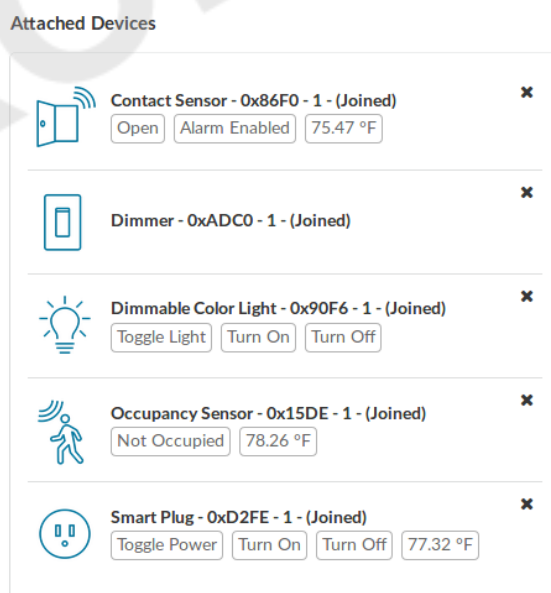 Attached Devices
Contact Sensor - 0x86F0 - 1 - (Joined)
Open Alarm Enabled 75.47 °F
Dimmer - 0xADC0 - 1 - (Joined)
Dimmable Color Light - 0x90F6 - 1 - (Joined)
Toggle Light Turn On Turn Off
Occupancy Sensor - 0x15DE - 1 - (Joined)
Not Occupied 78.26 °F
Smart Plug - 0xD2FE - 1 - (Joined)
Toggle Power Turn On Turn Off 77.32 °F